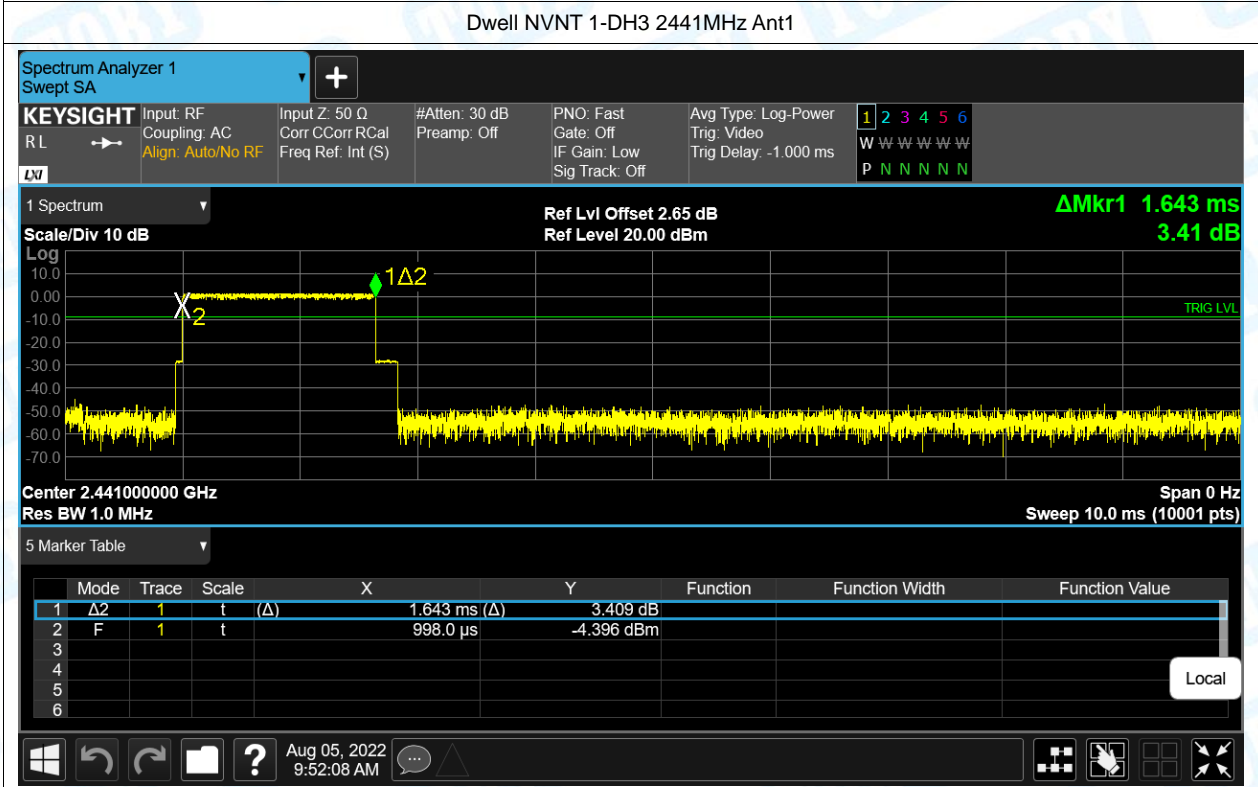 Dwell NVNT 1-DH3 2441MHz Ant1
Spectrum Analyzer 1
Swept SA
KEYSIGHT
RL
LXI
Input: RF
Coupling: AC
Align: Auto/No RF
Input Z: 50 Ω
Corr CCorr RCal
Freq Ref: Int (S)
#Atten: 30 dB
Preamp: Off
PNO: Fast
Gate: Off
IF Gain: Low
Sig Track: Off
Avg Type: Log-Power
Trig: Video
Trig Delay: -1.000 ms
1 2 3 4 5 6
W W W W W W
P N N N N N
1 Spectrum
Scale/Div 10 dB
Ref Lvl Offset 2.65 dB
Ref Level 20.00 dBm
ΔMkr1 1.643 ms
3.41 dB
Log
10.0
0.00
-10.0
-20.0
-30.0
-40.0
-50.0
-60.0
-70.0
1Δ2
2
TRIG LVL
Center 2.441000000 GHz
Span 0 Hz
Res BW 1.0 MHz
Sweep 10.0 ms (10001 pts)
5 Marker Table
Mode Trace Scale X Y Function Function Width Function Value
1 Δ2 1 t (Δ) 1.643 ms (Δ) 3.409 dB
2 F 1 t 998.0 µs -4.396 dBm
3
4
5
6
Local
?
Aug 05, 2022
9:52:08 AM